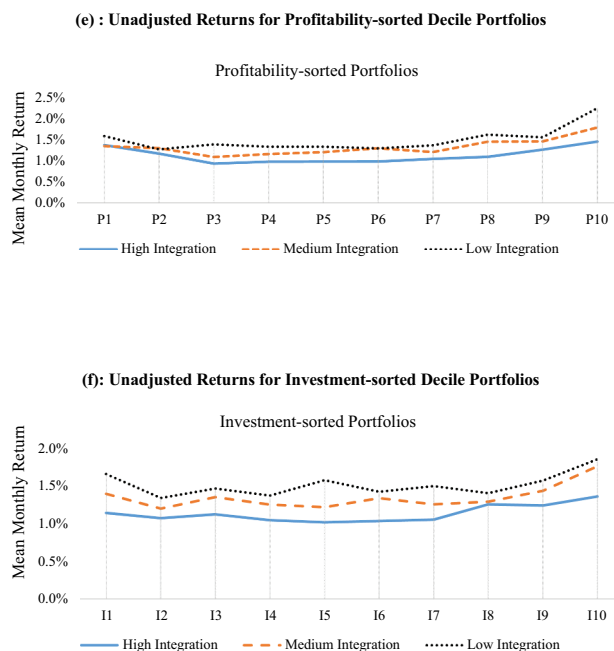 (e) : Unadjusted Returns for Profitability-sorted Decile Portfolios
Profitability-sorted Portfolios
Mean Monthly Return
2.5%
2.0%
1.5%
1.0%
0.5%
0.0%
P1 P2 P3 P4 P5 P6 P7 P8 P9 P10
High Integration Medium Integration Low Integration
(f): Unadjusted Returns for Investment-sorted Decile Portfolios
Investment-sorted Portfolios
Mean Monthly Return
2.0%
1.5%
1.0%
0.5%
0.0%
I1 I2 I3 I4 I5 I6 I7 I8 I9 I10
High Integration Medium Integration Low Integration